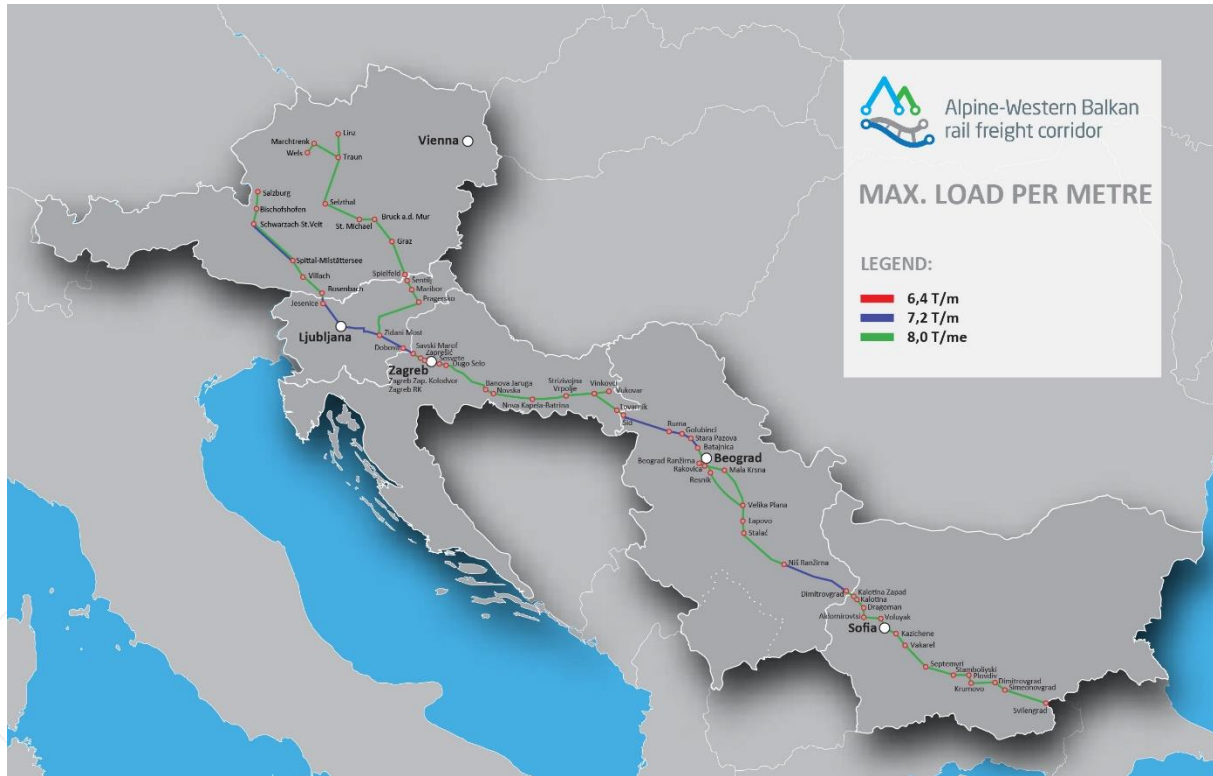 Alpine-Western Balkan
rail freight corridor
MAX. LOAD PER METRE
LEGEND:
6,4 T/m
7,2 T/m
8,0 T/me
Linz
Marchtrenk
Wels
Traun
Vienna
Salzburg
Bischofshofen
Schwarzach-St.Veit
Selzthal
St. Michael
Bruck a.d. Mur
Graz
Spittal-Milstättersee
Villach
Rosenbach
Jesenice
Spielfeld
Sentilj
Maribor
Pragersko
Ljubljana
Zidani Most
Dobova
Savski Marof
Zaprešić
Sesvete
Dugo Selo
Zagreb
Zagreb Zap. Kolodvor
Zagreb RK
Banova Jaruga
Novska
Nova Kapela-Batrina
Strizivojna
Vrpolje
Vinkovci
Vukovar
Tovarnik
Šid
Ruma
Golubinci
Stara Pazova
Batajnica
Beograd
Beograd Ranžirna
Rakovica
Resnik
Mala Krsna
Velika Plana
Lapovo
Stalać
Niš Ranžirna
Dimitrovgrad
Kalotina Zapad
Kalotina
Dragoman
Aldomirovtsi
Voluyak
Sofia
Kazichene
Vakarel
Septemvri
Stamboliyski
Plovdiv
Krumovo
Dimitrovgrad
Simeonovgrad
Svilengrad